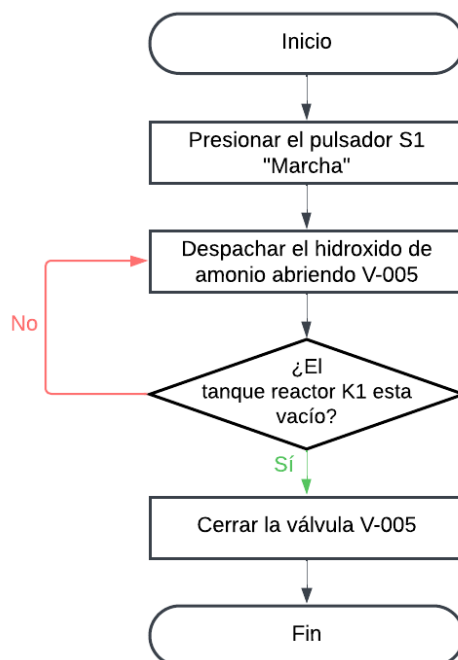 Inicio
Presionar el pulsador S1
"Marcha"
Despachar el hidroxido de
amonio abriendo V-005
No
¿El
tanque reactor K1 esta
vacío?
Sí
Cerrar la válvula V-005
Fin